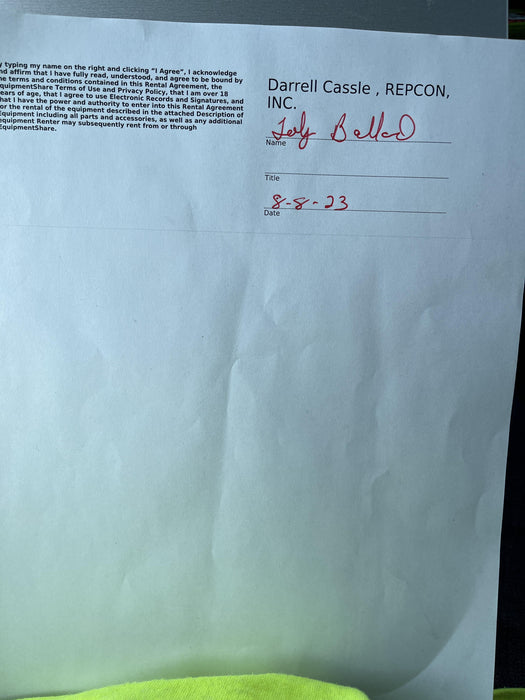 y typing my name on the right and clicking "I Agree", I acknowledge
nd affirm that I have fully read, understood, and agree to be bound by
he terms and conditions contained in this Rental Agreement, the
quipmentShare Terms of Use and Privacy Policy, that I am over 18
ears of age, that I agree to use Electronic Records and Signatures, and
hat I have the power and authority to enter into this Rental Agreement
or the rental of the equipment described in the attached Description of
Equipment including all parts and accessories, as well as any additional
equipment Renter may subsequently rent from or through
EquipmentShare.
Darrell Cassle , REPCON,
INC.
Name
Title
8-8-23
Date